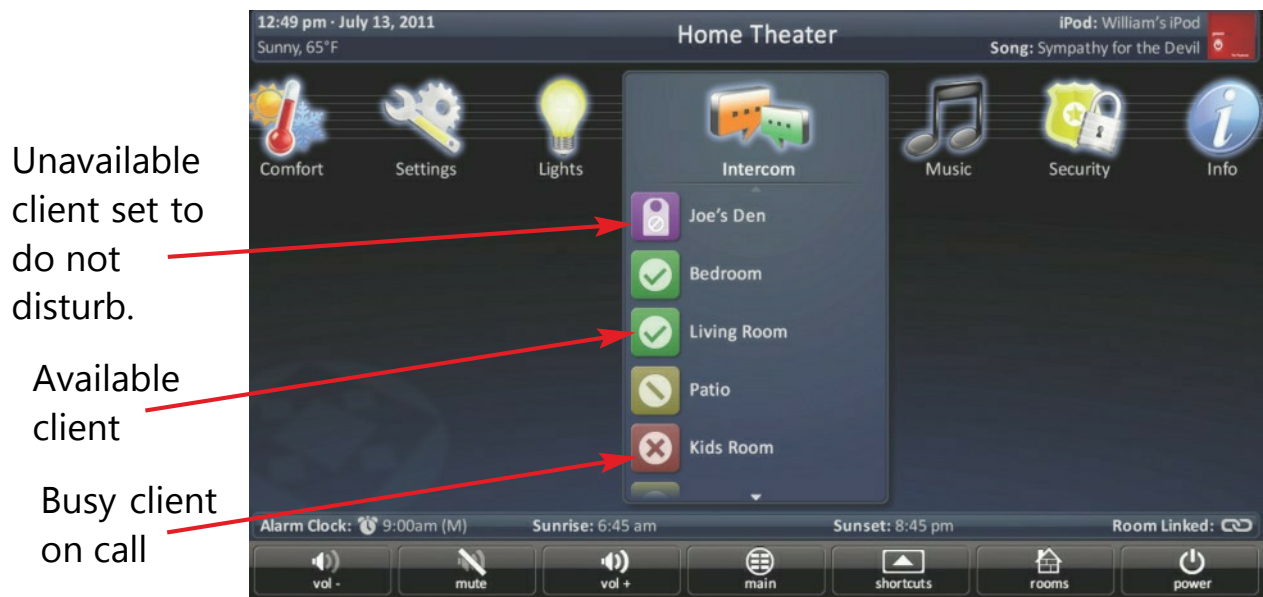 12:49 pm · July 13, 2011
Sunny, 65°F
Home Theater
iPod: William's iPod
Song: Sympathy for the Devil
Comfort
Settings
Lights
Intercom
Music
Security
Info
Unavailable
client set to
do not
disturb.
Available
client
Busy client
on call
Joe's Den
Bedroom
Living Room
Patio
Kids Room
Alarm Clock: 9:00am (M)
Sunrise: 6:45 am
Sunset: 8:45 pm
Room Linked:
vol -
mute
vol +
main
shortcuts
rooms
power